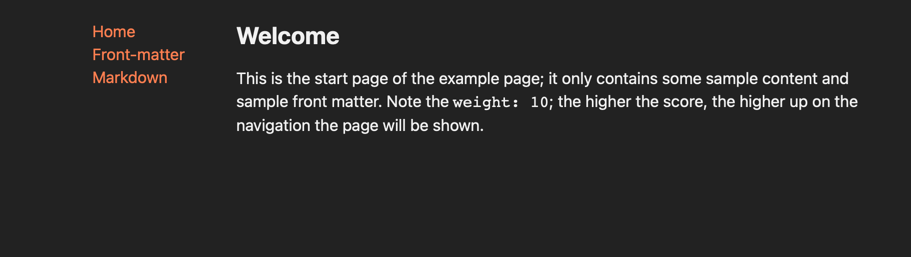 Home
Front-matter
Markdown
Welcome
This is the start page of the example page; it only contains some sample content and
sample front matter. Note the weight: 10; the higher the score, the higher up on the
navigation the page will be shown.